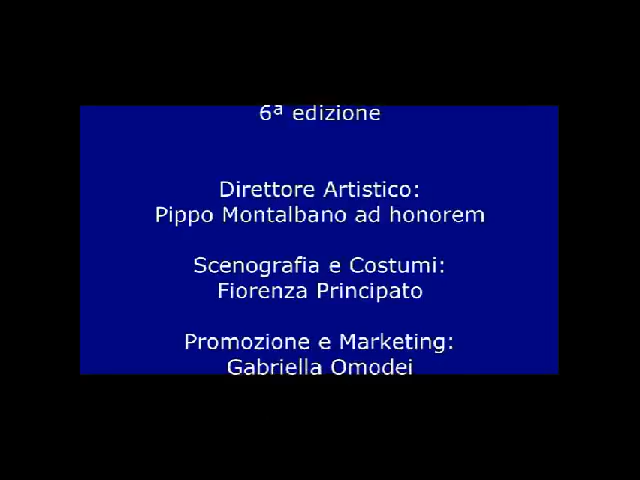 6ª edizione
Direttore Artistico:
Pippo Montalbano ad honorem
Scenografia e Costumi:
Fiorenza Principato
Promozione e Marketing:
Gabriella Omodei